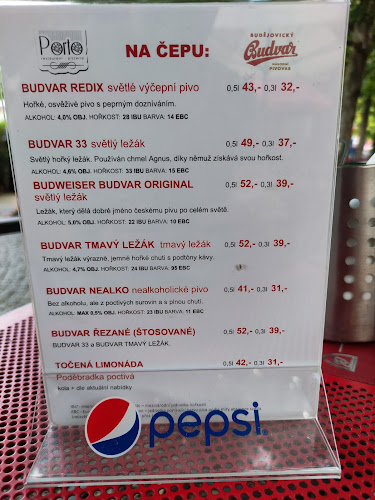 Porto
restaurant pizzeria
NA ČEPU:
BUDĚJOVICKÝ
Budvar
NÁRODNÍ
PIVOVAR
BUDVAR REDIX světlé výčepní pivo 0,5l 43,- 0,3l 32,-
Hořké, osvěživé pivo s peprným dozníváním.
ALKOHOL: 4,0% OBJ. HOŘKOST: 28 IBU BARVA: 14 EBC
BUDVAR 33 světlý ležák 0,5l 49,- 0,3l 37,-
Světlý hořký ležák. Používán chmel Agnus, díky němuž získává svou hořkost.
ALKOHOL: 4,6% OBJ. HOŘKOST: 33 IBU BARVA: 15 EBC
BUDWEISER BUDVAR ORIGINAL 0,5l 52,- 0,3l 39,-
světlý ležák
Ležák, který dělá dobré jméno českému pivu po celém světě.
ALKOHOL: 5,0% OBJ. HOŘKOST: 22 IBU BARVA: 10 EBC
BUDVAR TMAVÝ LEŽÁK tmavý ležák 0,5l 52,- 0,3l 39,-
Tmavý ležák výrazné, jemně hořké chuti s podtóny kávy.
ALKOHOL: 4,7% OBJ. HOŘKOST: 24 IBU BARVA: 95 EBC
BUDVAR NEALKO nealkoholické pivo 0,5l 41,- 0,3l 31,-
Bez alkoholu, ale z poctivých surovin a s plnou chutí.
ALKOHOL: MAX 0,5% OBJ. HOŘKOST: 23 IBU BARVA: 11 EBC
BUDVAR ŘEZANÉ (ŠTOSOVANÉ) 0,5l 52,- 0,3l 39,-
BUDVAR 33 a BUDVAR TMAVÝ LEŽÁK.
TOČENÁ LIMONÁDA 0,5l 42,- 0,3l 31,-
Poděbradka poctivá
kola + dle aktuální nabídky
pepsi